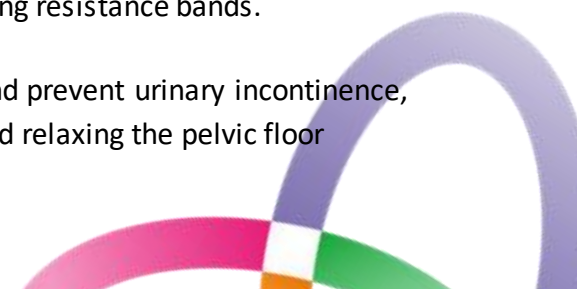 ng resistance bands.
nd prevent urinary incontinence,
d relaxing the pelvic floor